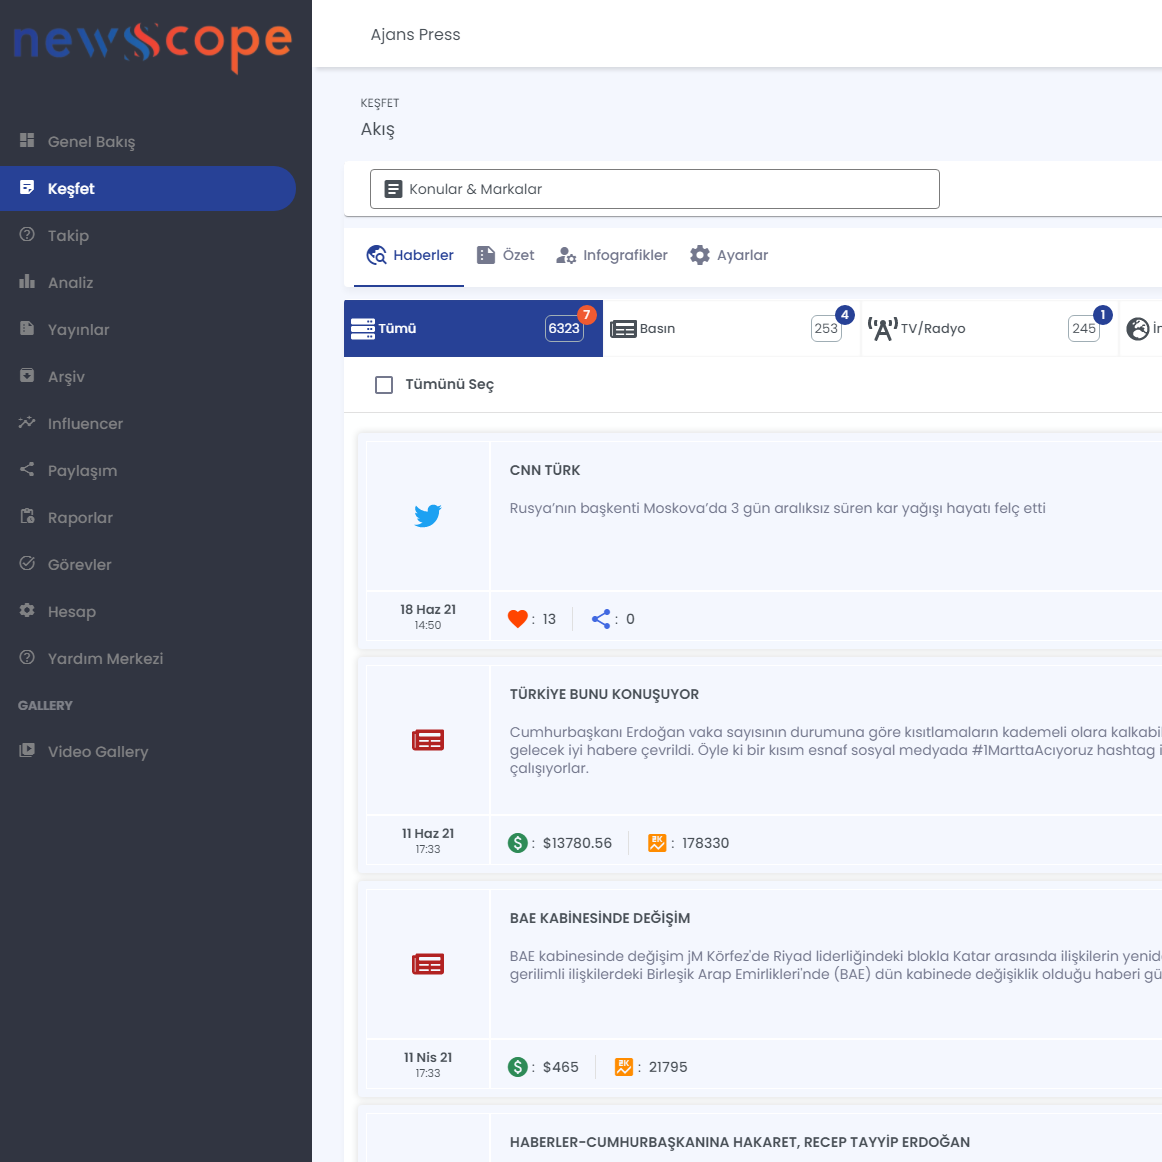 newscope
Ajans Press
KEŞFET
Akış
Genel Bakış
Keşfet
Takip
Analiz
Yayınlar
Arşiv
Influencer
Paylaşım
Raporlar
Görevler
Hesap
Yardım Merkezi
GALLERY
Video Gallery
Konular & Markalar
Haberler
Özet
Infografikler
Ayarlar
Tümü 6323 7
Basın 253 4
TV/Radyo 245 1
Tümünü Seç
CNN TÜRK
Rusya’nın başkenti Moskova’da 3 gün aralıksız süren kar yağışı hayatı felç etti
18 Haz 21
14:50
: 13
: 0
TÜRKİYE BUNU KONUŞUYOR
Cumhurbaşkanı Erdoğan vaka sayısının durumuna göre kısıtlamaların kademeli olara kalkabil
gelecek iyi habere çevrildi. Öyle ki bir kısım esnaf sosyal medyada #1MarttaAcıyoruz hashtag i
çalışıyorlar.
11 Haz 21
17:33
: $13780.56
: 178330
BAE KABİNESİNDE DEĞİŞİM
BAE kabinesinde değişim jM Körfez'de Riyad liderliğindeki blokla Katar arasında ilişkilerin yenid
gerilimli ilişkilerdeki Birleşik Arap Emirlikleri'nde (BAE) dün kabinede değişiklik olduğu haberi gü
11 Nis 21
17:33
: $465
: 21795
HABERLER-CUMHURBAŞKANINA HAKARET, RECEP TAYYİP ERDOĞAN